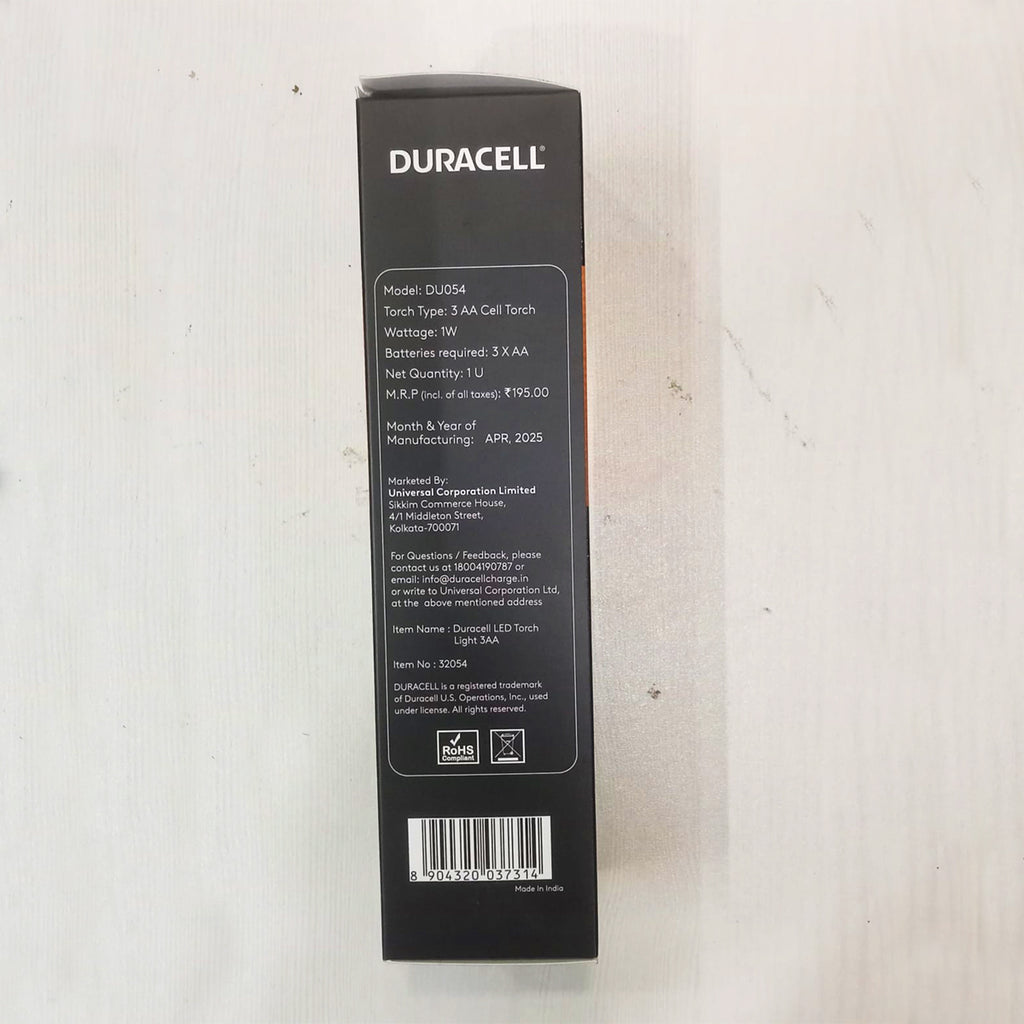 DURACELL®
Model: DU054
Torch Type: 3 AA Cell Torch
Wattage: 1W
Batteries required: 3 X AA
Net Quantity: 1 U
M.R.P (incl. of all taxes): ₹195.00
Month & Year of
Manufacturing: APR, 2025
Marketed By:
Universal Corporation Limited
Sikkim Commerce House,
4/1 Middleton Street,
Kolkata-700071
For Questions / Feedback, please
contact us at 18004190787 or
email: info@duracellcharge.in
or write to Universal Corporation Ltd,
at the above mentioned address
Item Name : Duracell LED Torch
Light 3AA
Item No : 32054
DURACELL is a registered trademark
of Duracell U.S. Operations, Inc., used
under license. All rights reserved.
RoHS
Compliant
8 904320 037314
Made In India